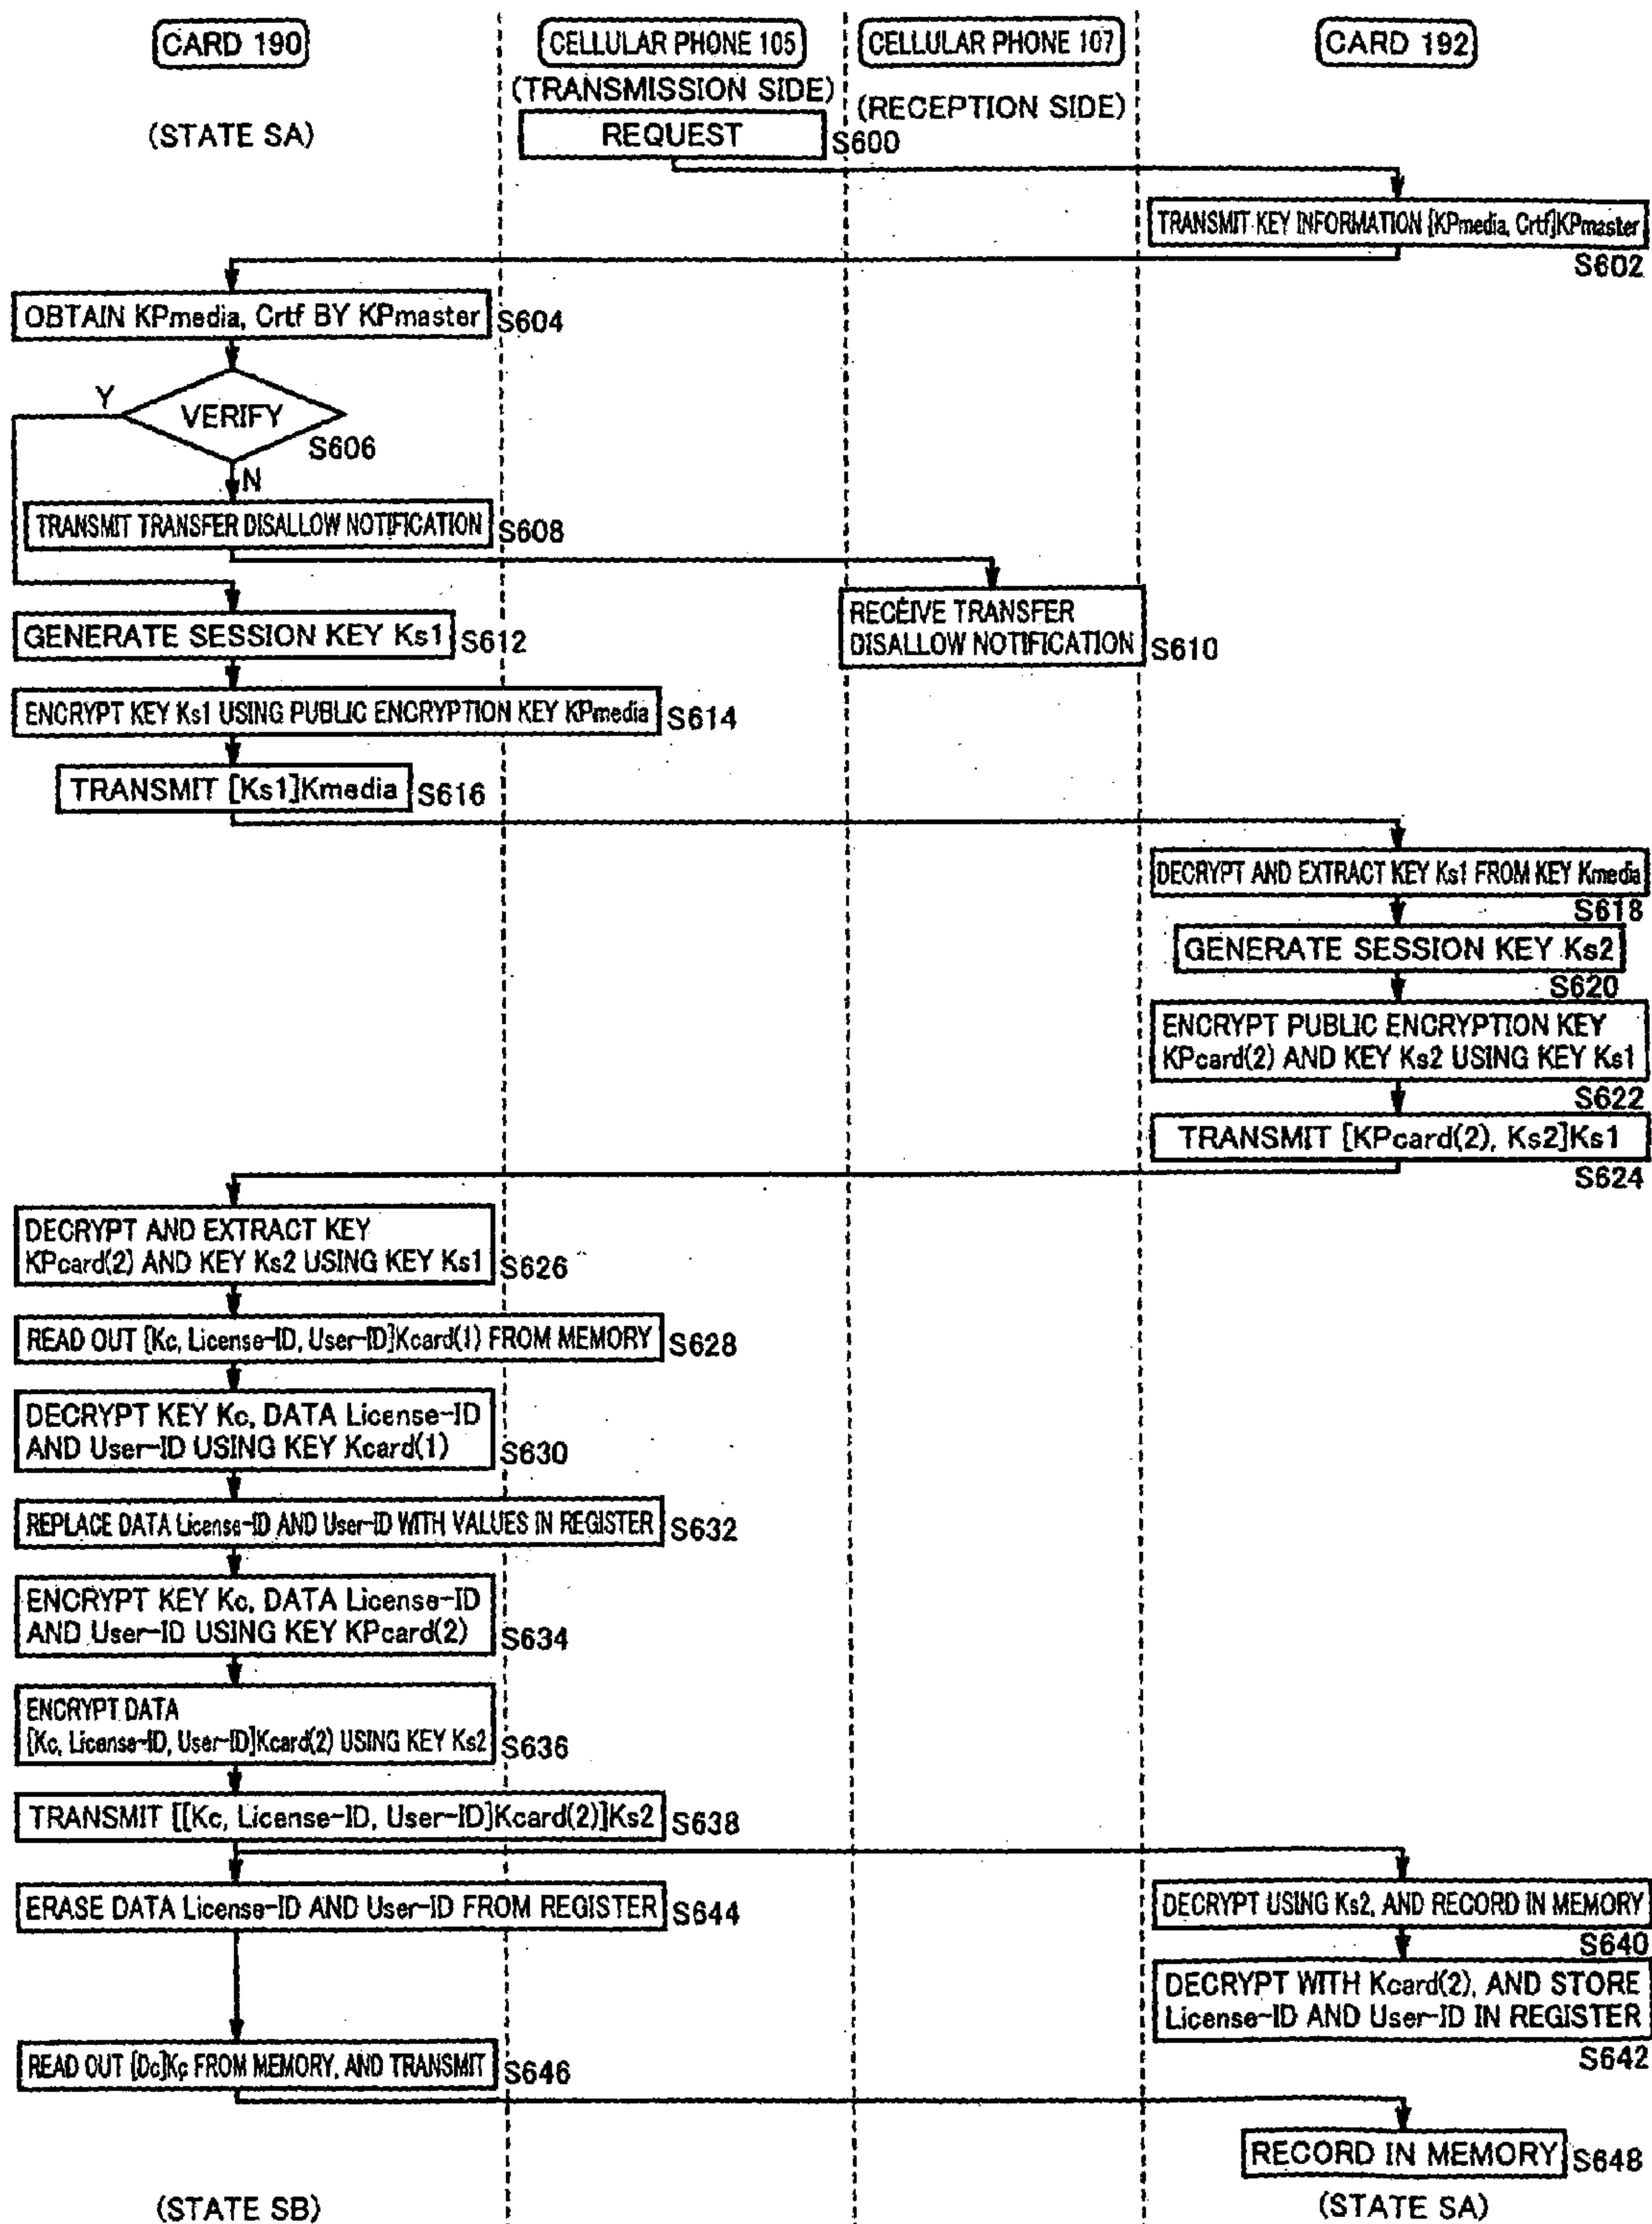 CARD 190
CELLULAR PHONE 105
CELLULAR PHONE 107
CARD 192
(TRANSMISSION SIDE)
(RECEPTION SIDE)
(STATE SA)
REQUEST
S600
TRANSMIT KEY INFORMATION {KPmedia, Crtf}KPmaster
S602
OBTAIN KPmedia, Crtf BY KPmaster
S604
Y
VERIFY
S606
N
TRANSMIT TRANSFER DISALLOW NOTIFICATION
S608
RECEIVE TRANSFER
DISALLOW NOTIFICATION
S610
GENERATE SESSION KEY Ks1
S612
ENCRYPT KEY Ks1 USING PUBLIC ENCRYPTION KEY KPmedia
S614
TRANSMIT [Ks1]Kmedia
S616
DECRYPT AND EXTRACT KEY Ks1 FROM KEY Kmedia
S618
GENERATE SESSION KEY Ks2
S620
ENCRYPT PUBLIC ENCRYPTION KEY
KPcard(2) AND KEY Ks2 USING KEY Ks1
S622
TRANSMIT [KPcard(2), Ks2]Ks1
S624
DECRYPT AND EXTRACT KEY
KPcard(2) AND KEY Ks2 USING KEY Ks1
S626
READ OUT [Kc, License-ID, User-ID]Kcard(1) FROM MEMORY
S628
DECRYPT KEY Kc, DATA License-ID
AND User-ID USING KEY Kcard(1)
S630
REPLACE DATA License-ID AND User-ID WITH VALUES IN REGISTER
S632
ENCRYPT KEY Kc, DATA License-ID
AND User-ID USING KEY KPcard(2)
S634
ENCRYPT DATA
[Kc, License-ID, User-ID]Kcard(2) USING KEY Ks2
S636
TRANSMIT [[Kc, License-ID, User-ID]Kcard(2)]Ks2
S638
ERASE DATA License-ID AND User-ID FROM REGISTER
S644
DECRYPT USING Ks2, AND RECORD IN MEMORY
S640
DECRYPT WITH Kcard(2), AND STORE
License-ID AND User-ID IN REGISTER
S642
READ OUT [Dc]Kc FROM MEMORY, AND TRANSMIT
S646
RECORD IN MEMORY
S648
(STATE SB)
(STATE SA)